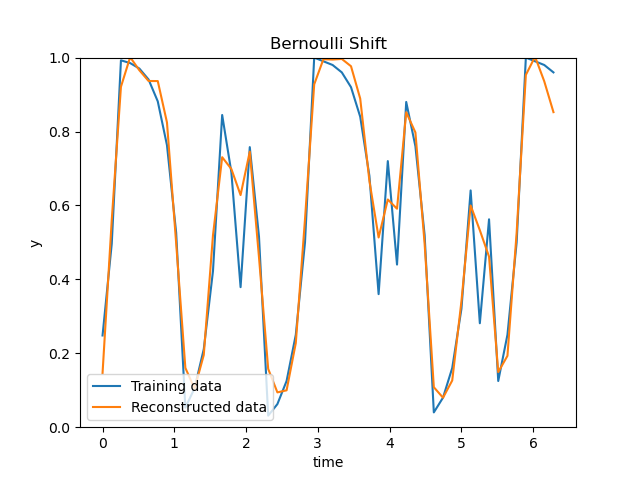 Bernoulli Shift
1.0
0.8
0.6
0.4
0.2
0.0
y
Training data
Reconstructed data
0 1 2 3 4 5 6
time